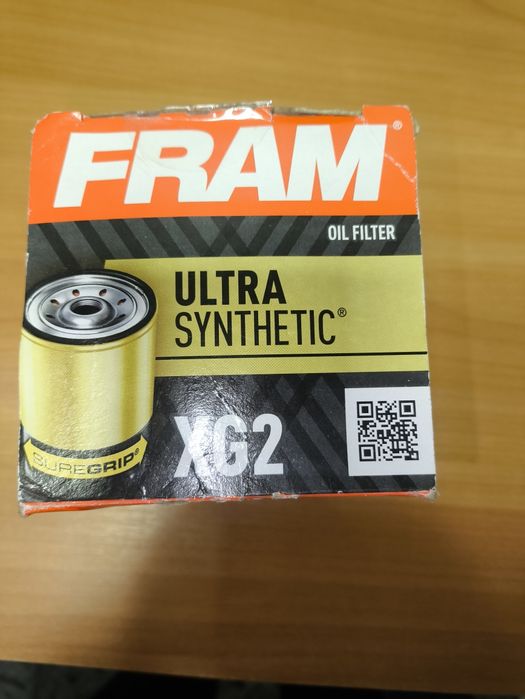 FRAM®
OIL FILTER
ULTRA
SYNTHETIC®
SUREGRIP®
XG2